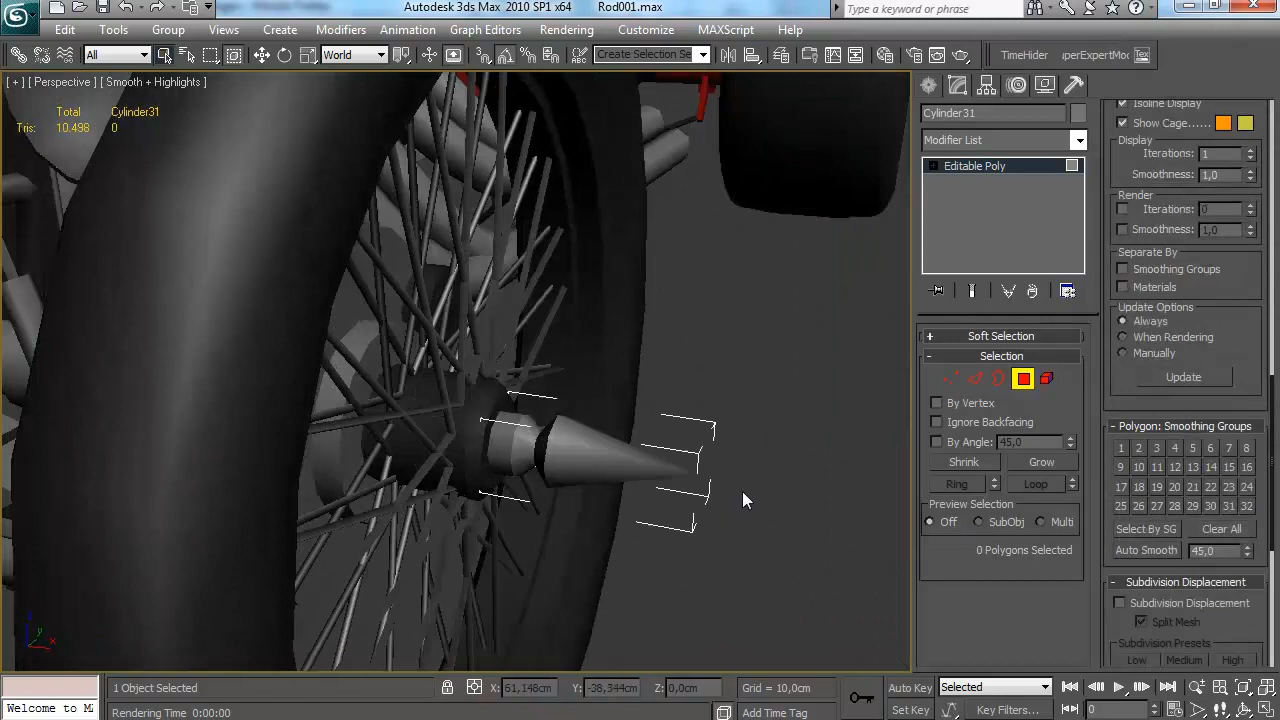 Autodesk 3ds Max 2010 SP1 x64 Rod001.max
Type a keyword or phrase
Edit Tools Group Views Create Modifiers Animation Graph Editors Rendering Customize MAXScript Help
All World Create Selection Se TimeHider perExpertMo Tex
[ + ] [ Perspective ] [ Smooth + Highlights ]
Total Cylinder31
Tris: 10.498 0
Cylinder31
Modifier List
Editable Poly
Soft Selection
Selection
By Vertex
Ignore Backfacing
By Angle: 45,0
Shrink Grow
Ring Loop
Preview Selection
Off SubObj Multi
0 Polygons Selected
Isoline Display
Show Cage......
Display
Iterations: 1
Smoothness: 1,0
Render
Iterations: 0
Smoothness: 1,0
Separate By
Smoothing Groups
Materials
Update Options
Always
When Rendering
Manually
Update
Polygon: Smoothing Groups
1 2 3 4 5 6 7 8
9 10 11 12 13 14 15 16
17 18 19 20 21 22 23 24
25 26 27 28 29 30 31 32
Select By SG Clear All
Auto Smooth 45,0
Subdivision Displacement
Subdivision Displacement
Split Mesh
Subdivision Presets
Low Medium High
z
y
x
1 Object Selected X: 61,148cm Y: -38,344cm Z: 0,0cm Grid = 10,0cm Auto Key Selected
Welcome to M Rendering Time 0:00:00 Add Time Tag Set Key Key Filters... 0